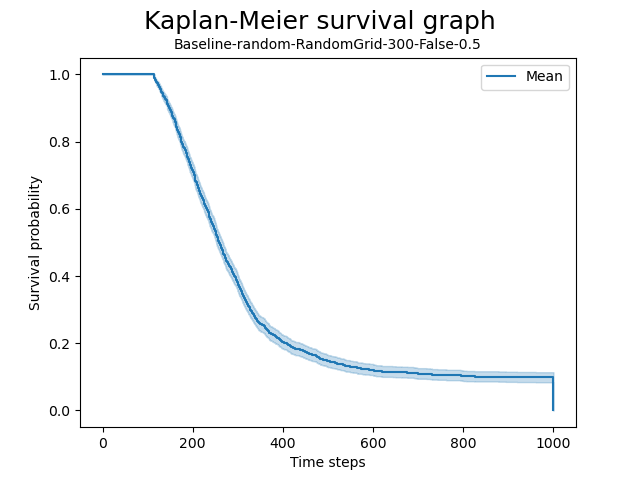 Kaplan-Meier survival graph
Baseline-random-RandomGrid-300-False-0.5
Mean
Survival probability
1.0
0.8
0.6
0.4
0.2
0.0
0 200 400 600 800 1000
Time steps